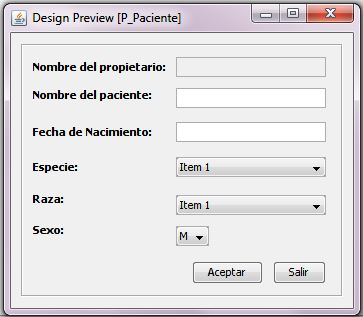 Design Preview [P_Paciente]
Nombre del propietario:
Nombre del paciente:
Fecha de Nacimiento:
Especie: Item 1
Raza: Item 1
Sexo: M
Aceptar Salir